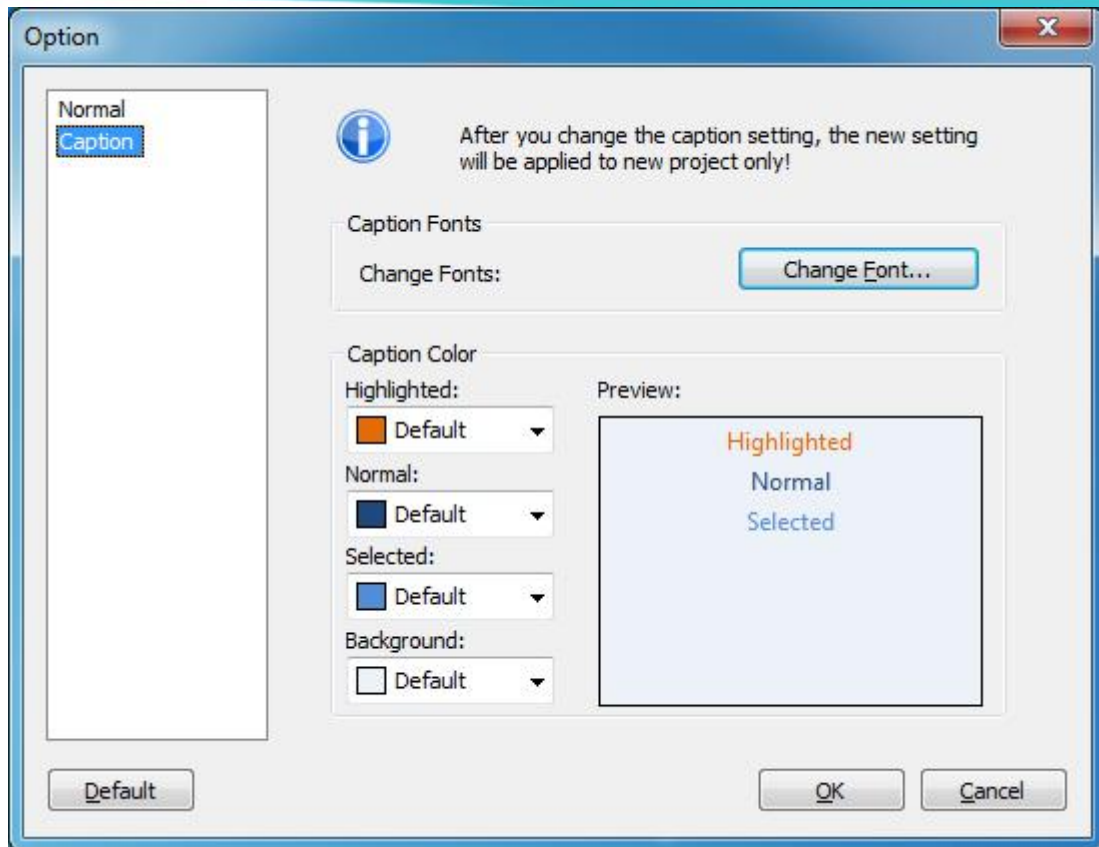 Option
Normal
Caption
After you change the caption setting, the new setting
will be applied to new project only!
Caption Fonts
Change Fonts:
Change Font...
Caption Color
Highlighted:
Default
Normal:
Default
Selected:
Default
Background:
Default
Preview:
Highlighted
Normal
Selected
Default
OK
Cancel